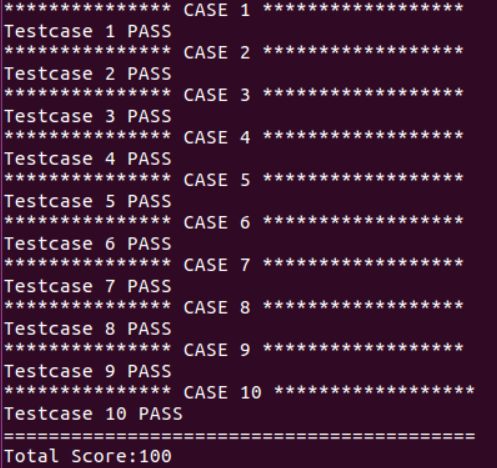 *************** CASE 1 ******************
Testcase 1 PASS
*************** CASE 2 ******************
Testcase 2 PASS
*************** CASE 3 ******************
Testcase 3 PASS
*************** CASE 4 ******************
Testcase 4 PASS
*************** CASE 5 ******************
Testcase 5 PASS
*************** CASE 6 ******************
Testcase 6 PASS
*************** CASE 7 ******************
Testcase 7 PASS
*************** CASE 8 ******************
Testcase 8 PASS
*************** CASE 9 ******************
Testcase 9 PASS
*************** CASE 10 ******************
Testcase 10 PASS
==========================================
Total Score:100